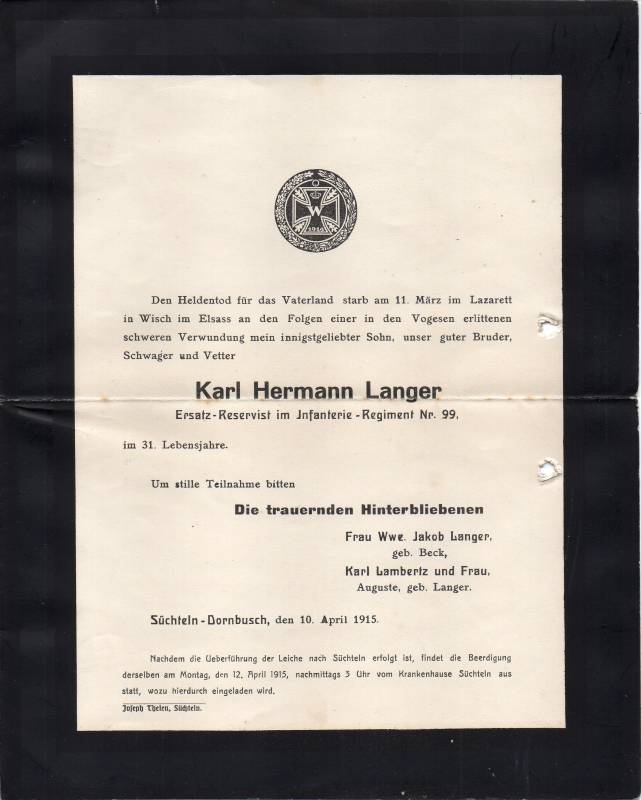 W
1914
Den Heldentod für das Vaterland starb am 11. März im Lazarett
in Wisch im Elsass an den Folgen einer in den Vogesen erlittenen
schweren Verwundung mein innigstgeliebter Sohn, unser guter Bruder,
Schwager und Vetter
Karl Hermann Langer
Ersatz-Reservist im Jnfanterie-Regiment Nr. 99,
im 31. Lebensjahre.
Um stille Teilnahme bitten
Die trauernden Hinterbliebenen
Frau Wwe. Jakob Langer,
geb. Beck,
Karl Lambertz und Frau,
Auguste, geb. Langer.
Süchteln-Dornbusch, den 10. April 1915.
Nachdem die Ueberführung der Leiche nach Süchteln erfolgt ist, findet die Beerdigung
derselben am Montag, den 12. April 1915, nachmittags 3 Uhr vom Krankenhause Süchteln aus
statt, wozu hierdurch eingeladen wird.
Joseph Thelen, Süchteln.